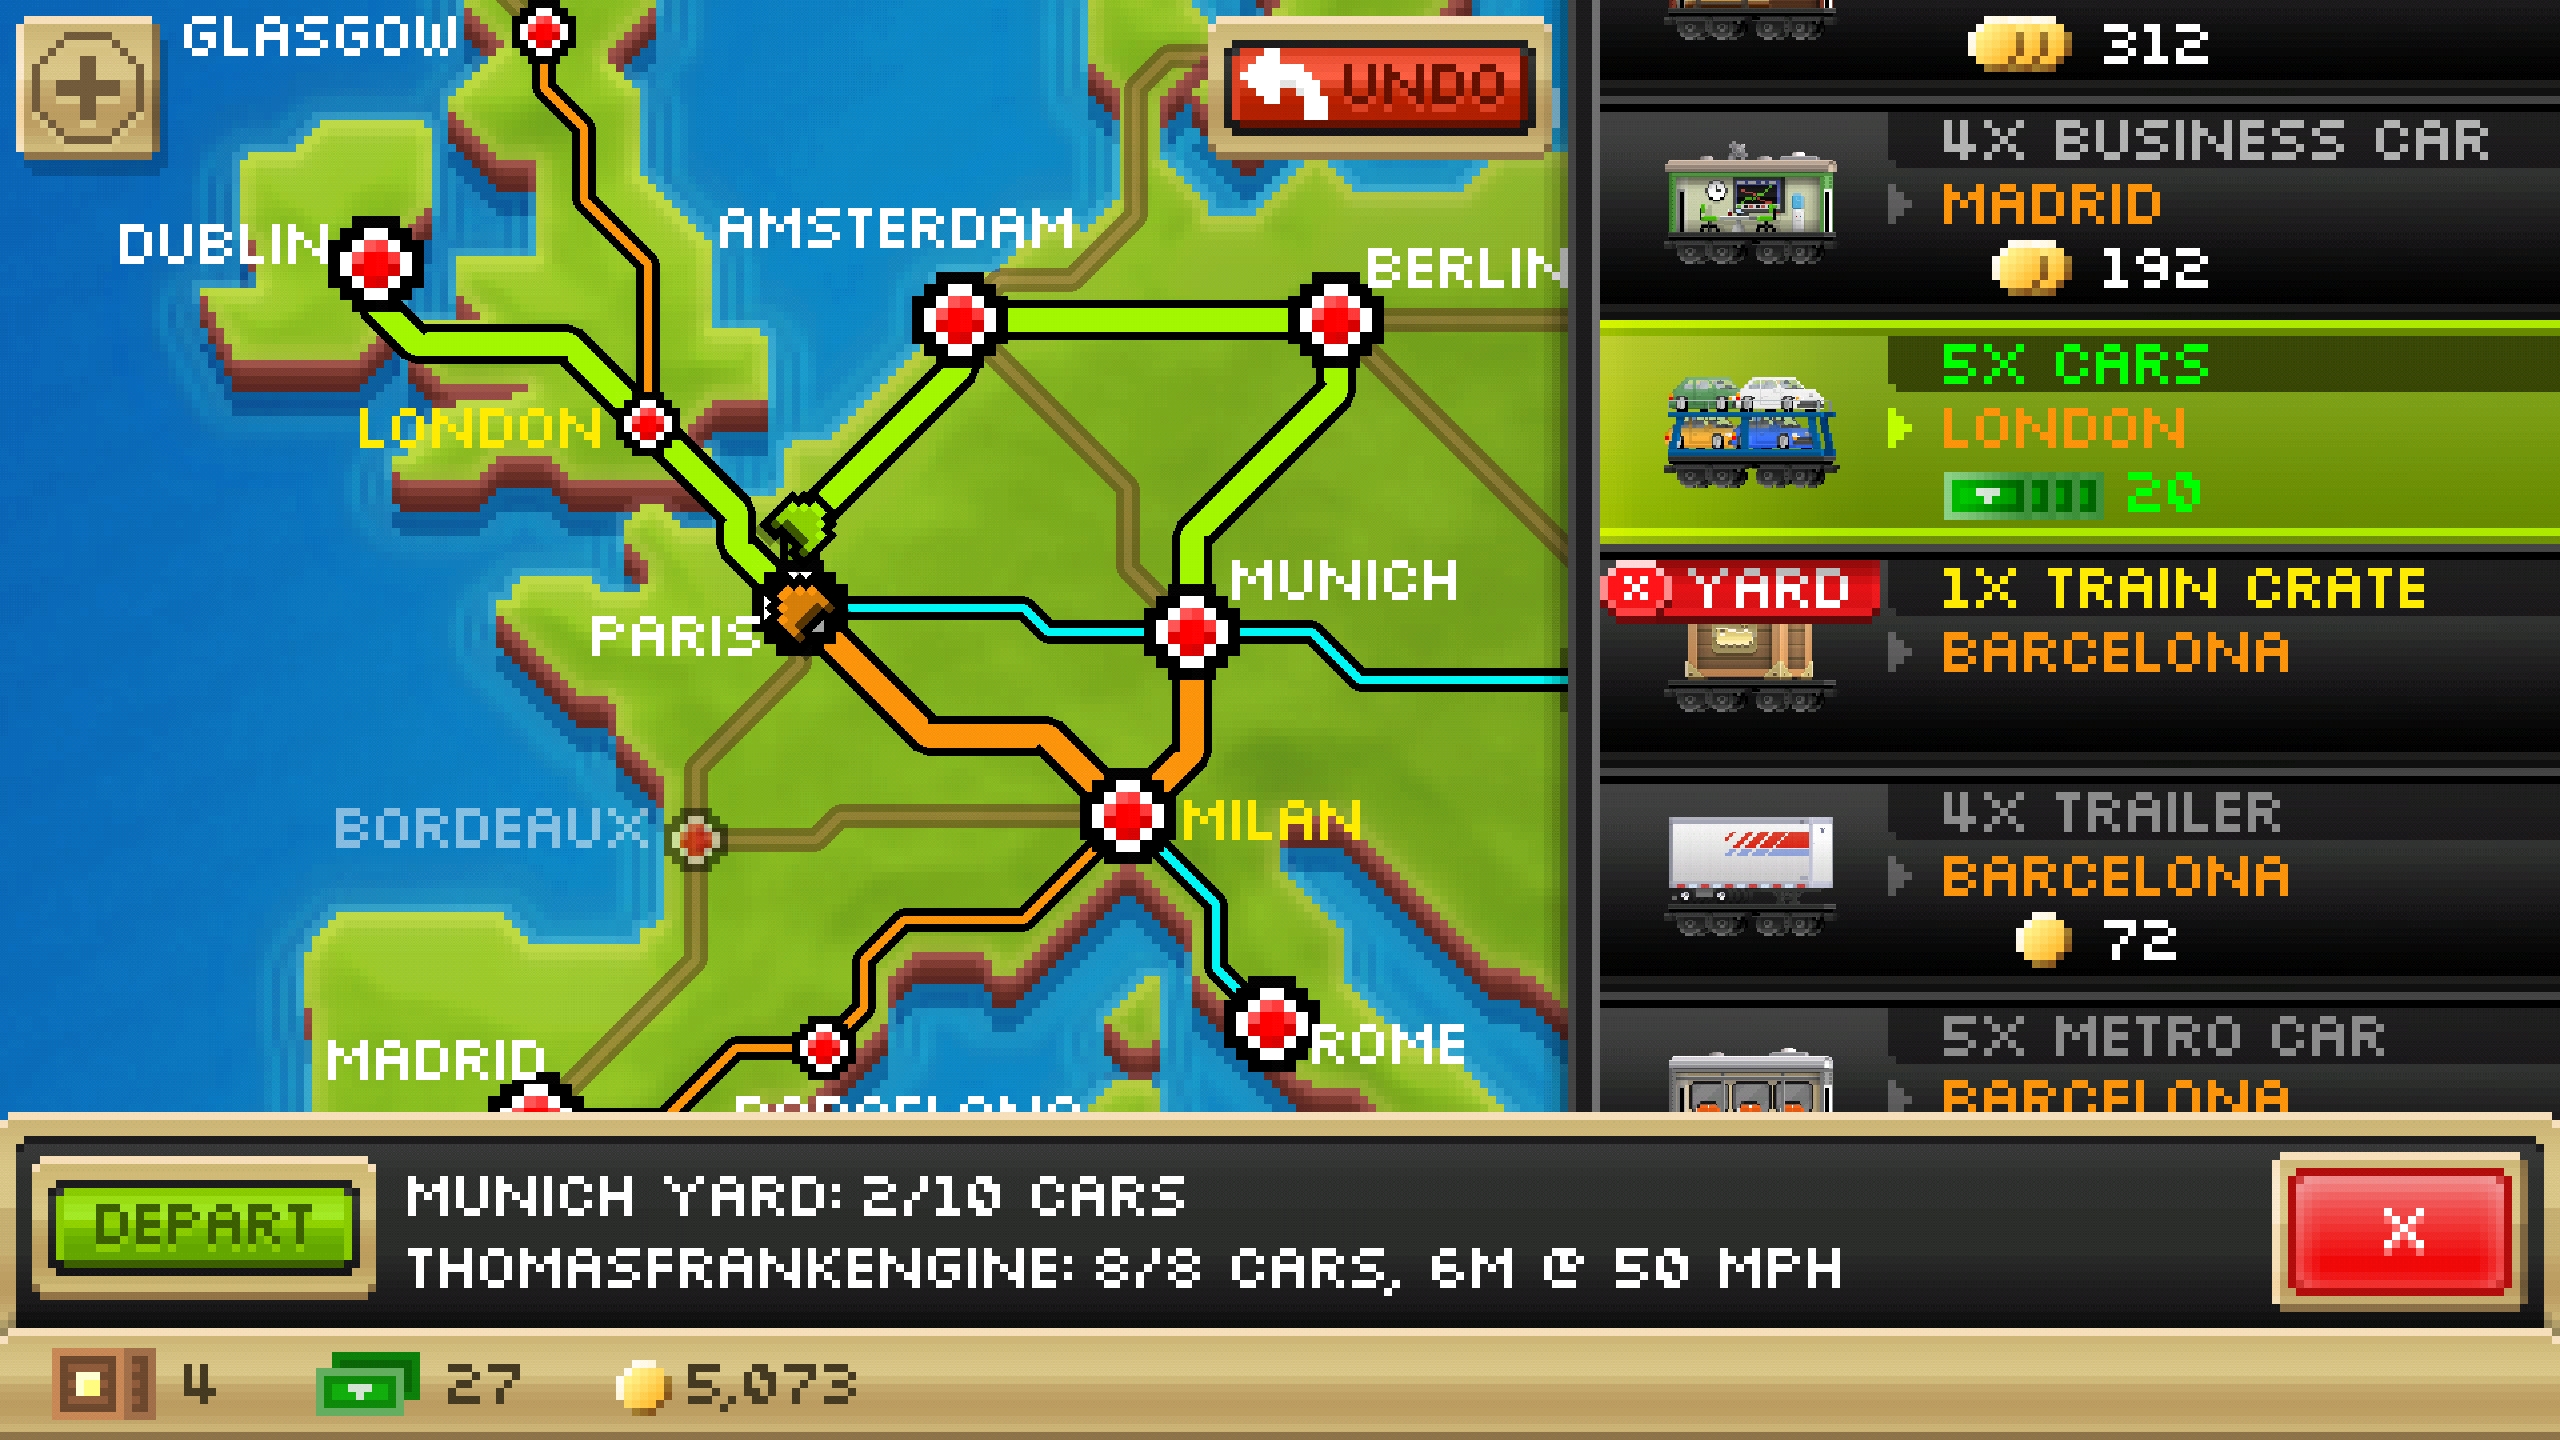 GLASGOW
UNDO
312
4X BUSINESS CAR
MADRID
192
DUBLIN
AMSTERDAM
BERLIN
5X CARS
LONDON
20
LONDON
MUNICH
PARIS
YARD
1X TRAIN CRATE
BARCELONA
BORDEAUX
MILAN
4X TRAILER
BARCELONA
72
MADRID
ROME
5X METRO CAR
BARCELONA
BARCELONA
DEPART
MUNICH YARD: 2/10 CARS
THOMASFRANKENGINE: 8/8 CARS, 6M @ 50 MPH
X
4
27
5,073